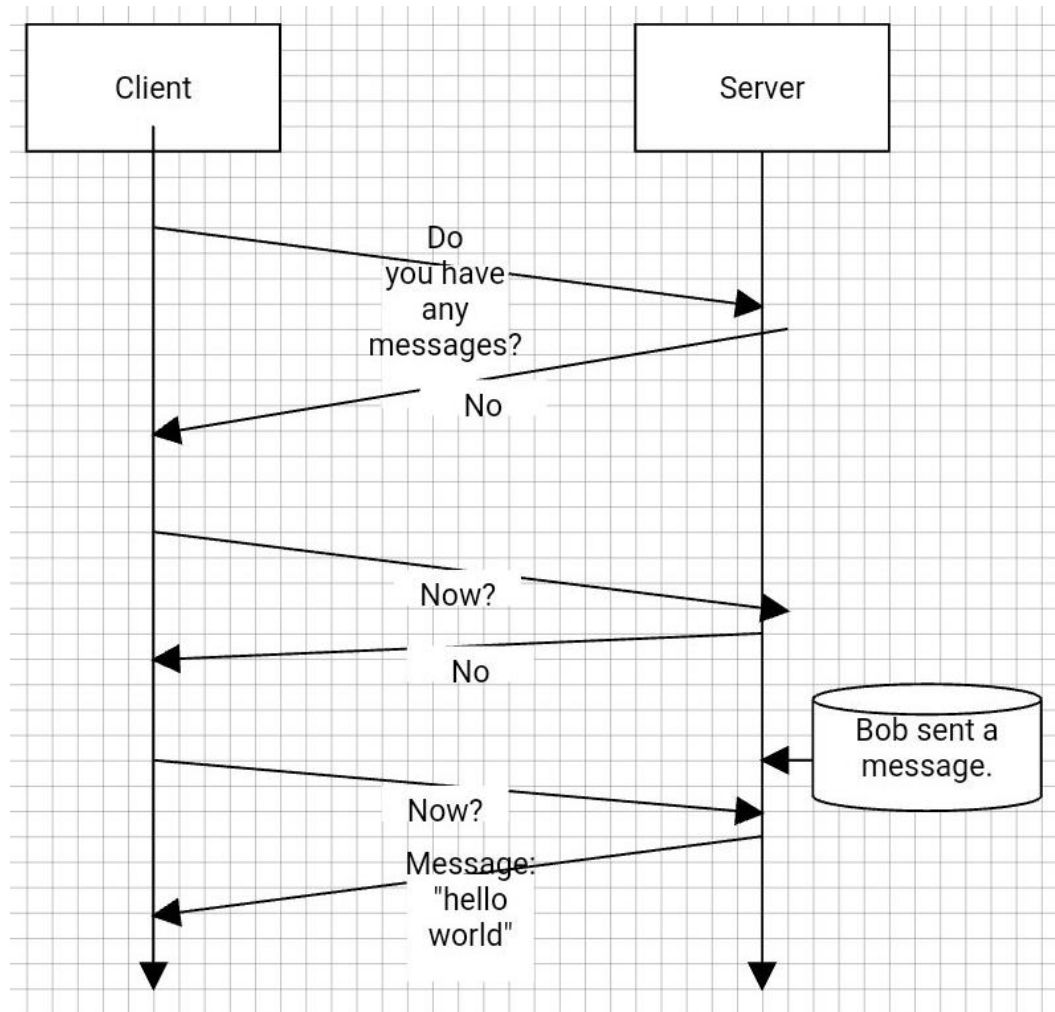 Client
Server
Do
you have
any
messages?
No
Now?
No
Bob sent a
message.
Now?
Message:
"hello
world"